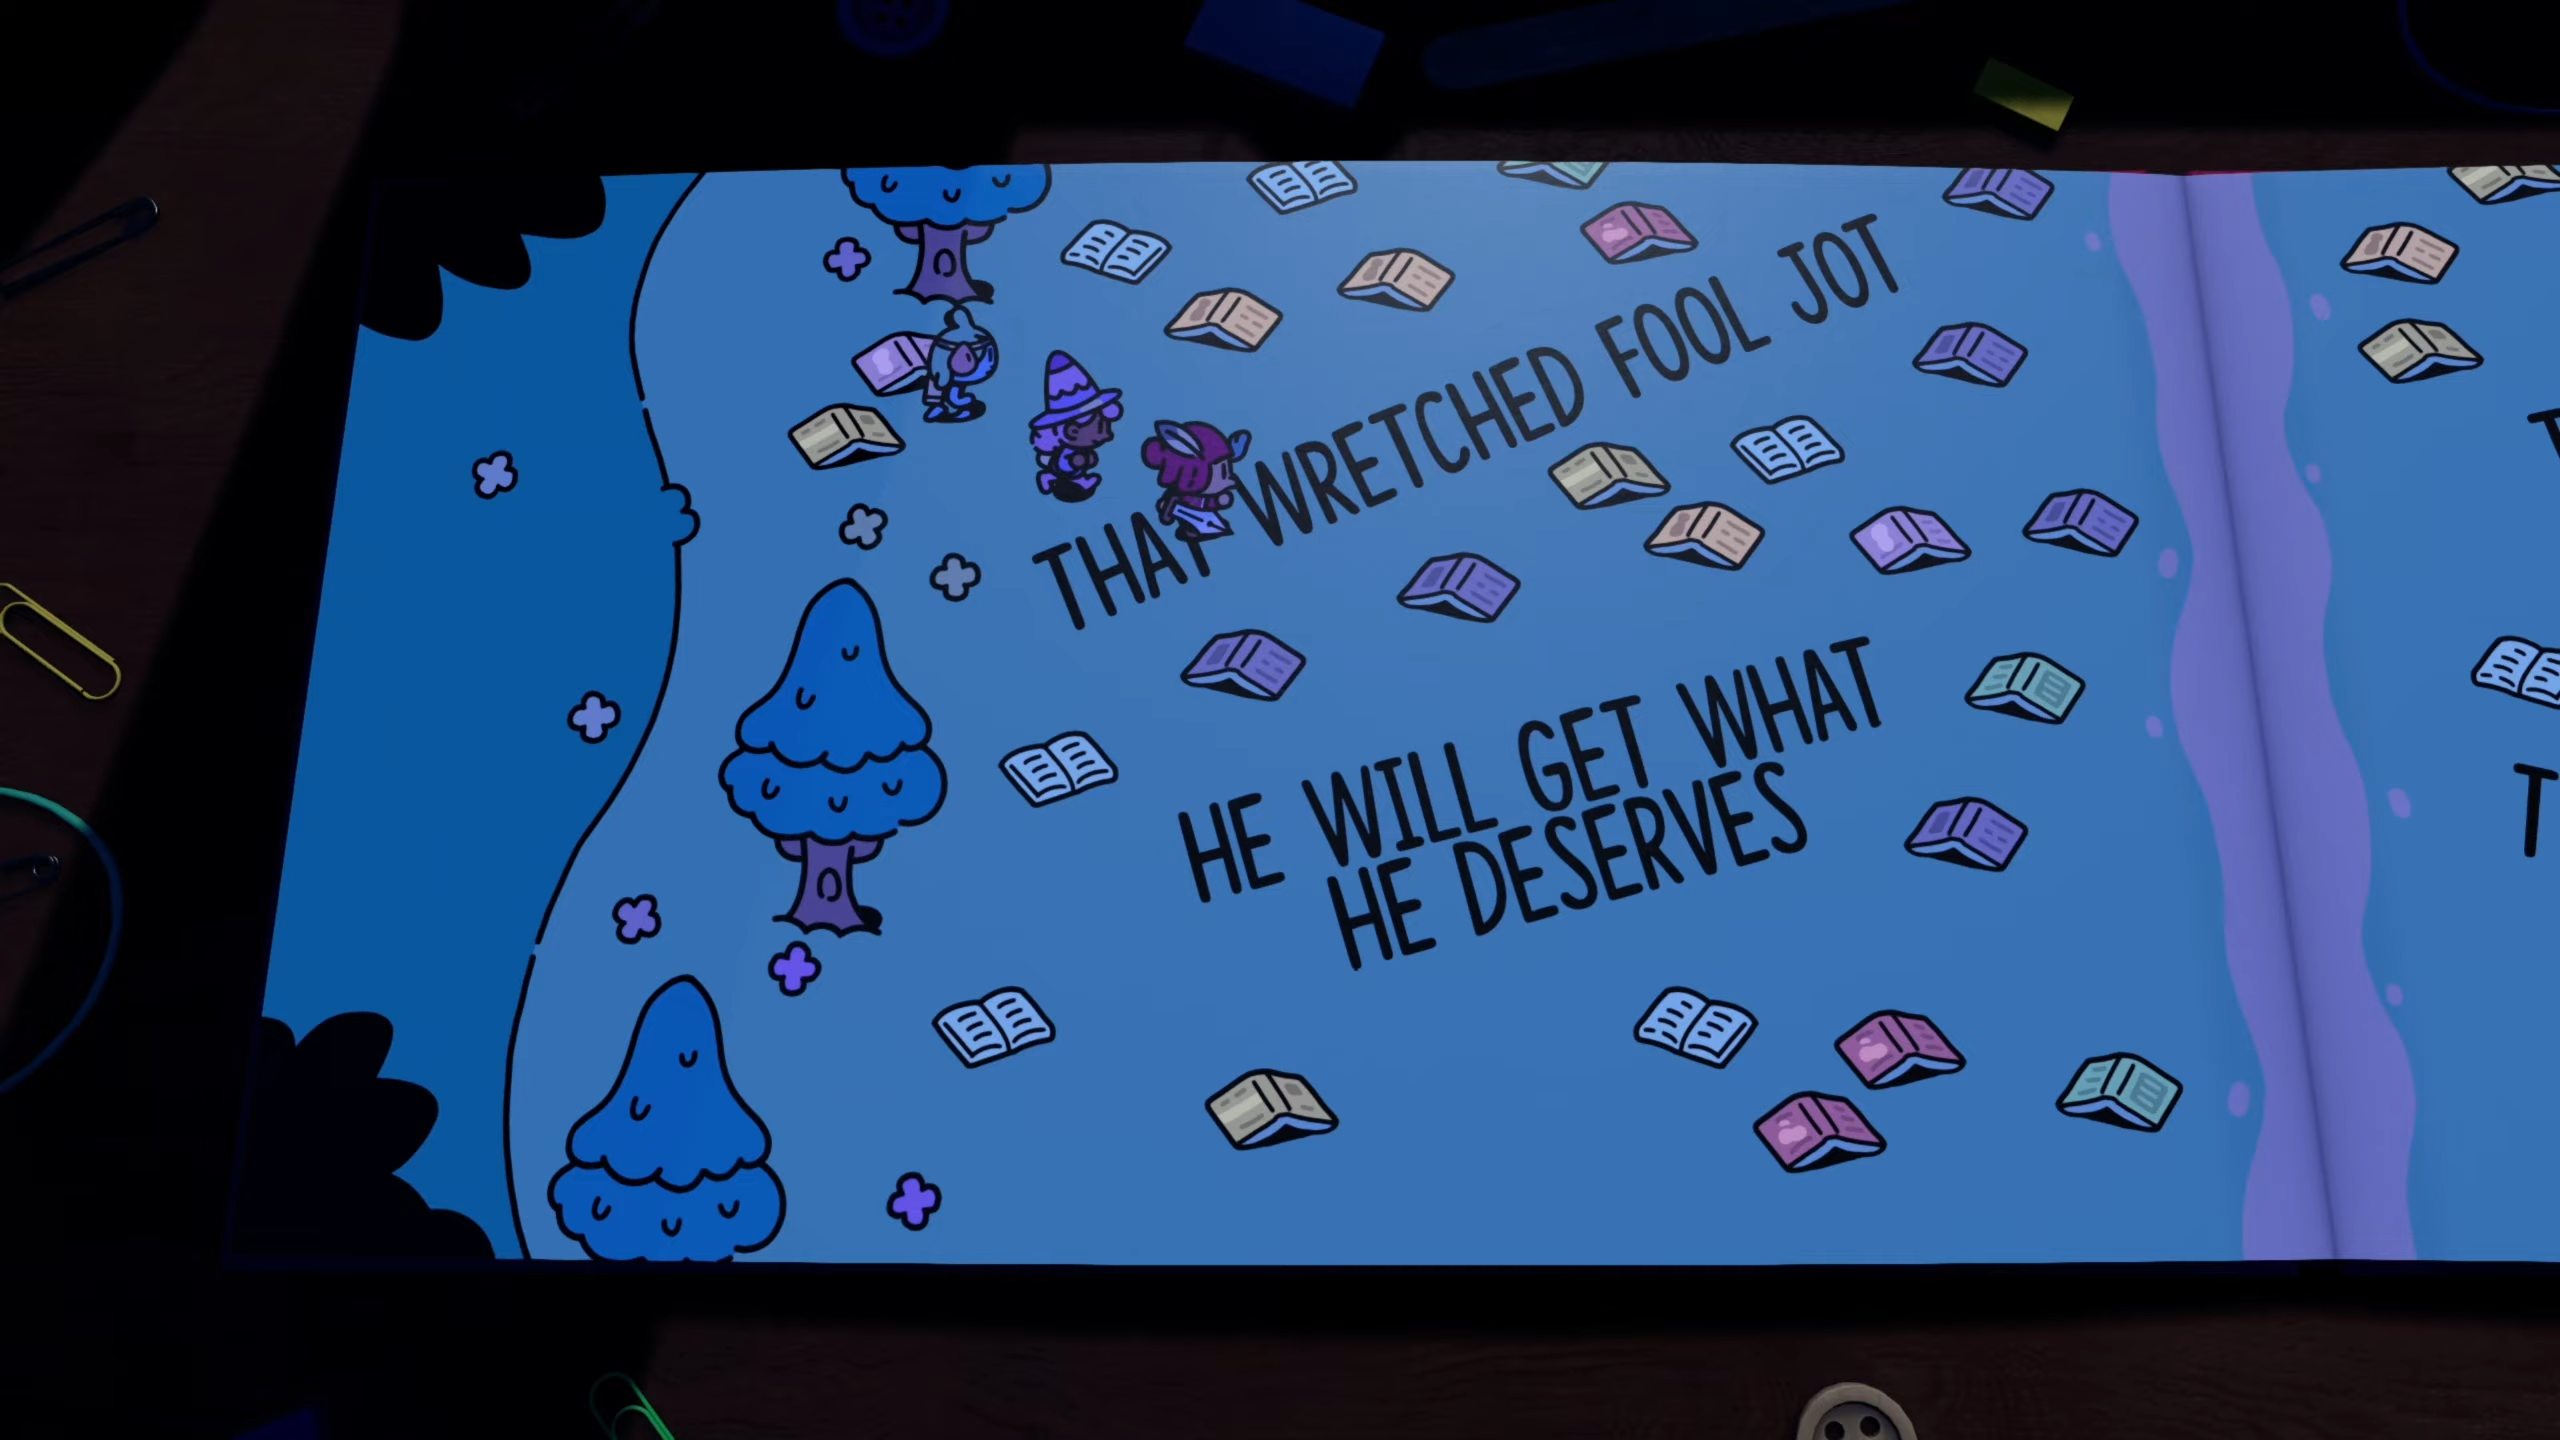 THAT WRETCHED FOOL JOT
HE WILL GET WHAT
HE DESERVES
T
T